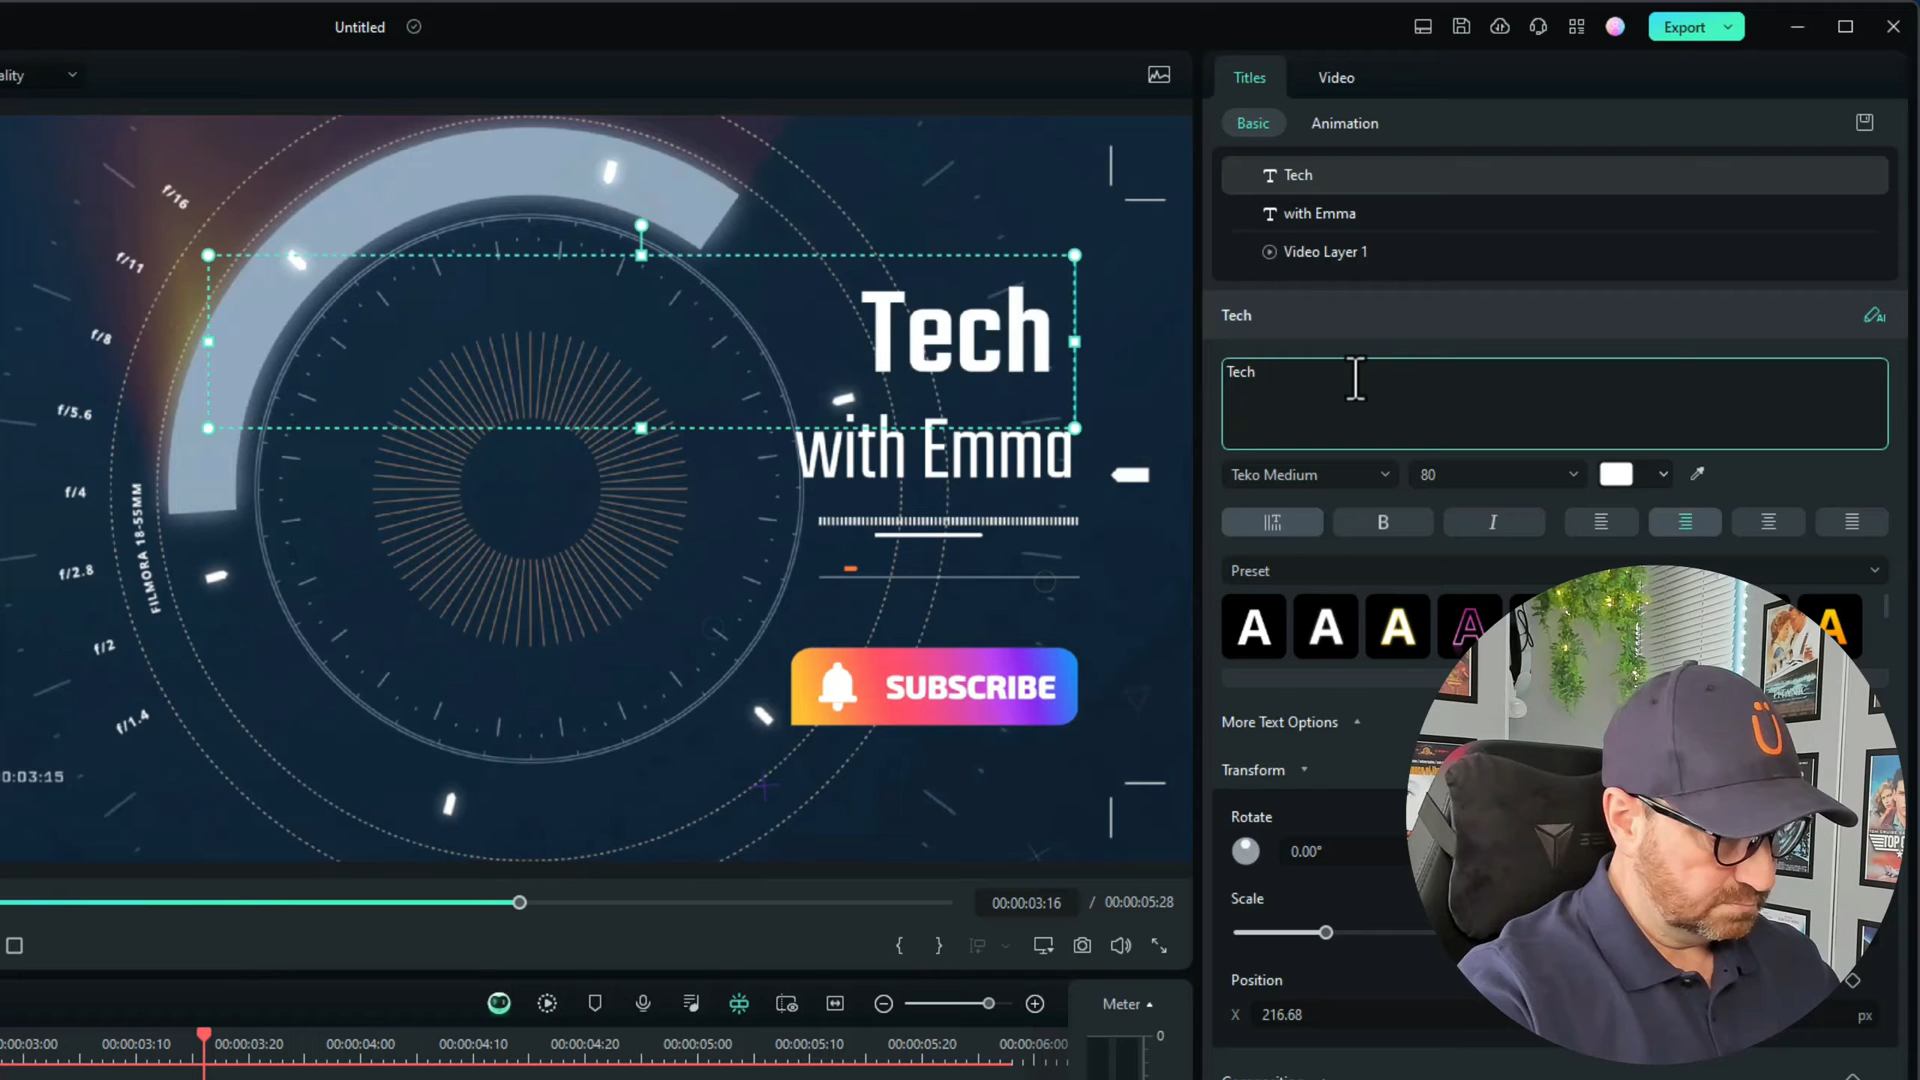 Untitled
Export
ality
Titles
Video
Basic
Animation
T Tech
T with Emma
Video Layer 1
Tech
Tech
Teko Medium
80
B
I
Preset
A A A A A
More Text Options
Transform
Rotate
0.00°
Scale
Position
X 216.68
px
f/16
f/11
f/8
f/5.6
f/4
f/2.8
f/2
f/1.4
FILMORA 18-55MM
Tech
with Emma
SUBSCRIBE
0:03:15
00:00:03:16 / 00:00:05:28
{ }
Meter
0
0:00:03:00 00:00:03:10 00:00:03:20 00:00:04:00 00:00:04:10 00:00:04:20 00:00:05:00 00:00:05:10 00:00:05:20 00:00:06:00
TITANIC
TOP